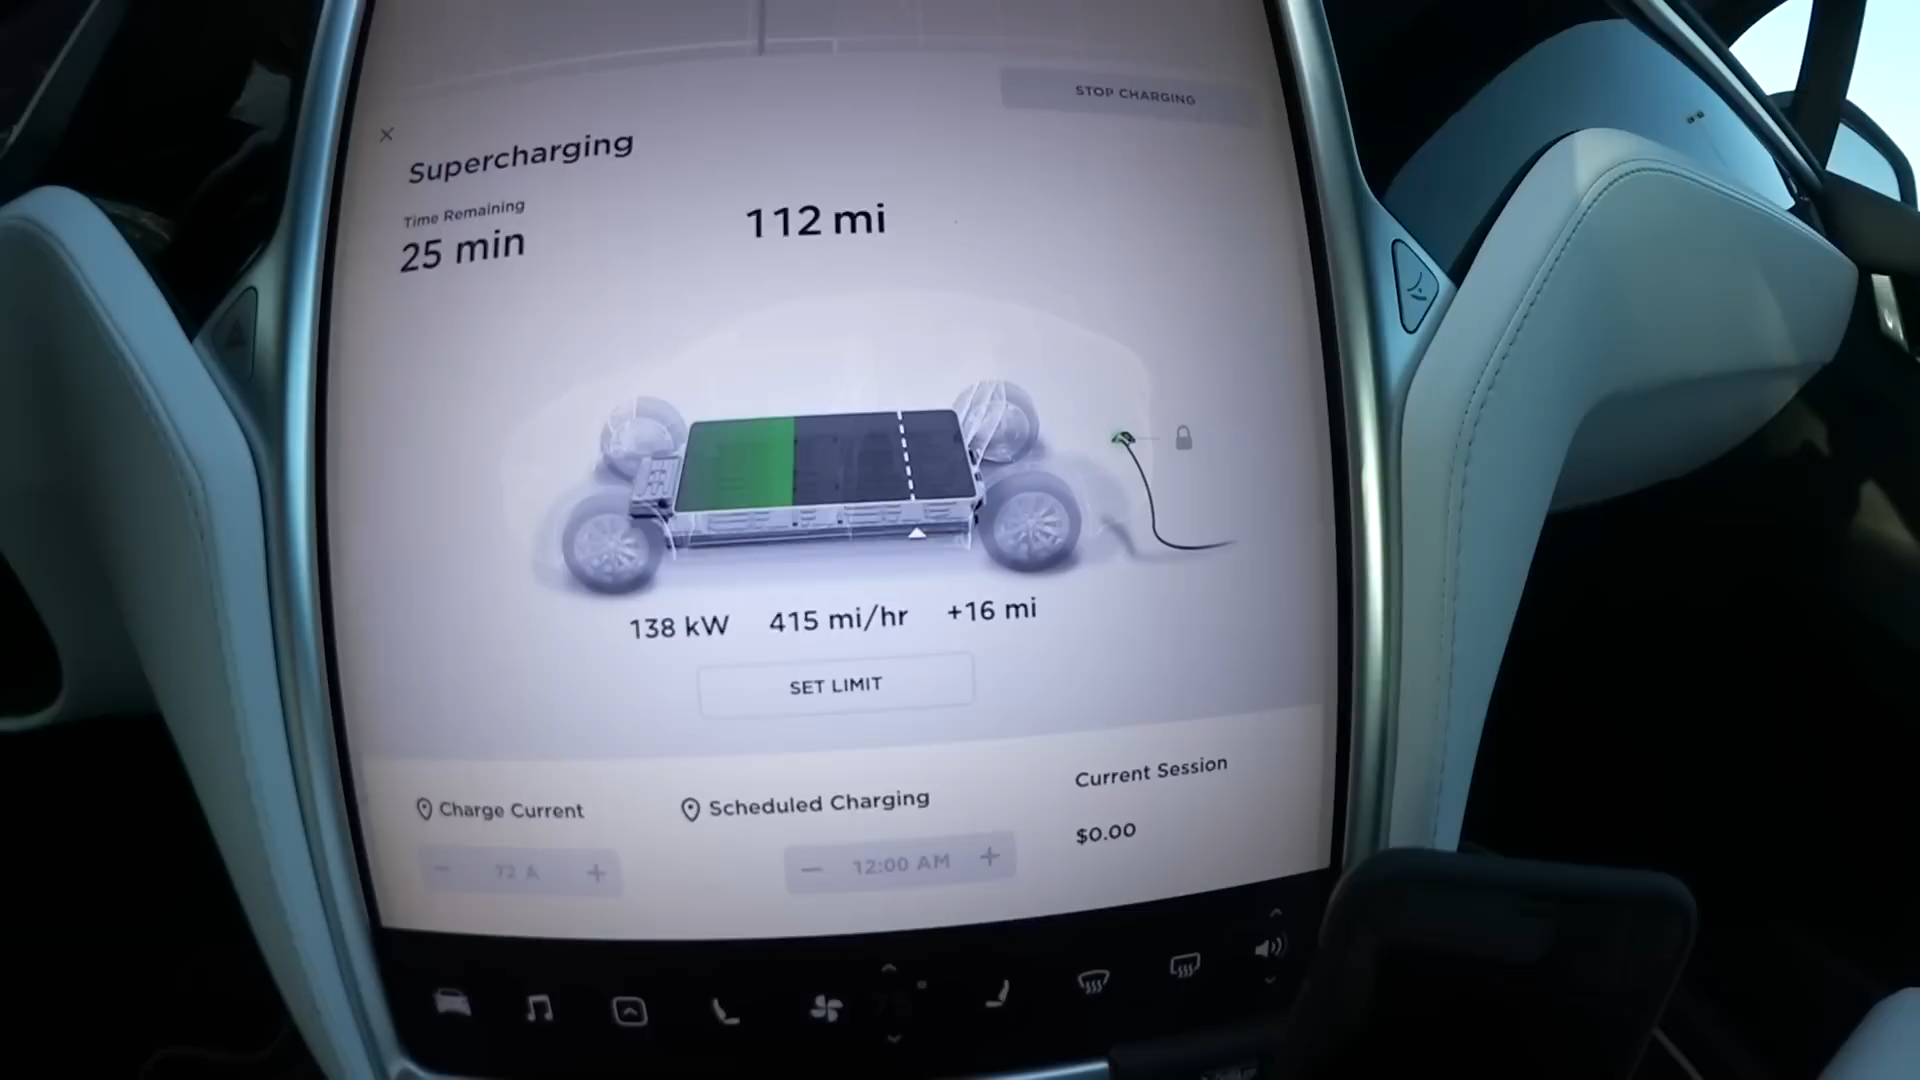 STOP CHARGING
Supercharging
Time Remaining
25 min
112 mi
138 kW 415 mi/hr +16 mi
SET LIMIT
Charge Current
Scheduled Charging
Current Session
72 A
12:00 AM
$0.00